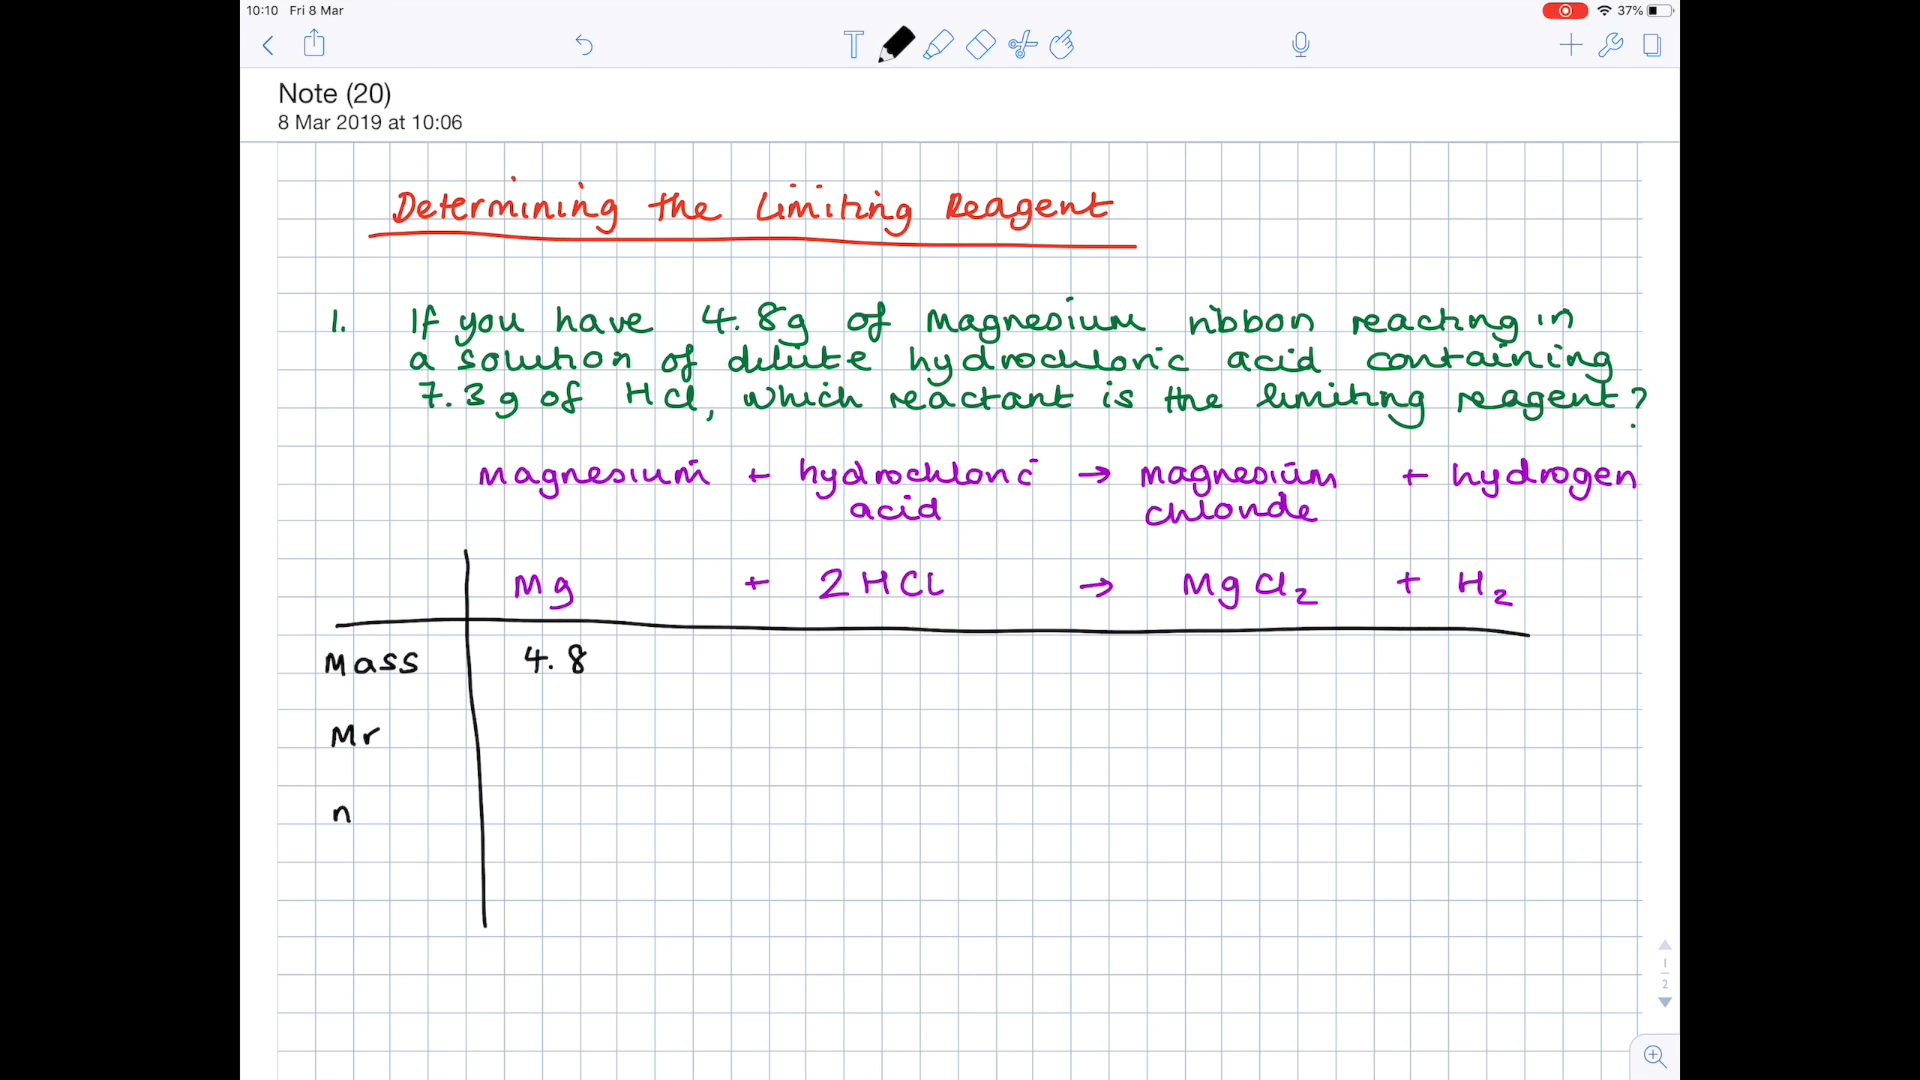 10:10 Fri 8 Mar
37%
T
Note (20)
8 Mar 2019 at 10:06
Determining the Limiting Reagent
1. If you have 4.8g of magnesium ribbon reacting in
a solution of dilute hydrochloric acid containing
7.3g of HCl, which reactant is the limiting reagent?
magnesium + hydrochloric → magnesium + hydrogen
acid chloride
Mg + 2HCl → MgCl₂ + H₂
Mass 4.8
Mr
n
1
2